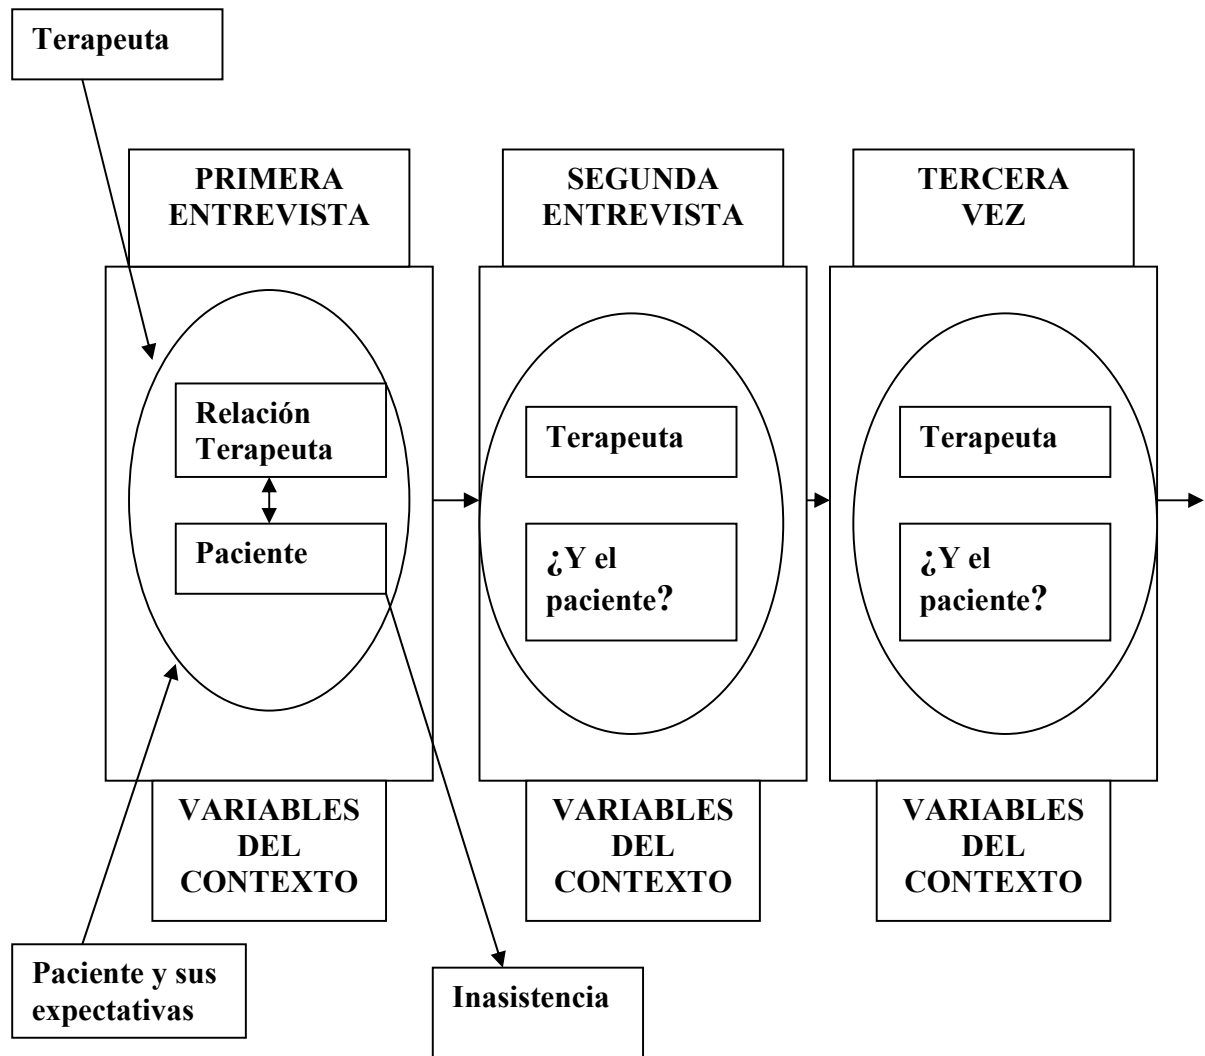 Terapeuta
PRIMERA
ENTREVISTA
SEGUNDA
ENTREVISTA
TERCERA
VEZ
Relación
Terapeuta
Paciente
Terapeuta
¿Y el
paciente?
Terapeuta
¿Y el
paciente?
VARIABLES
DEL
CONTEXTO
VARIABLES
DEL
CONTEXTO
VARIABLES
DEL
CONTEXTO
Paciente y sus
expectativas
Inasistencia